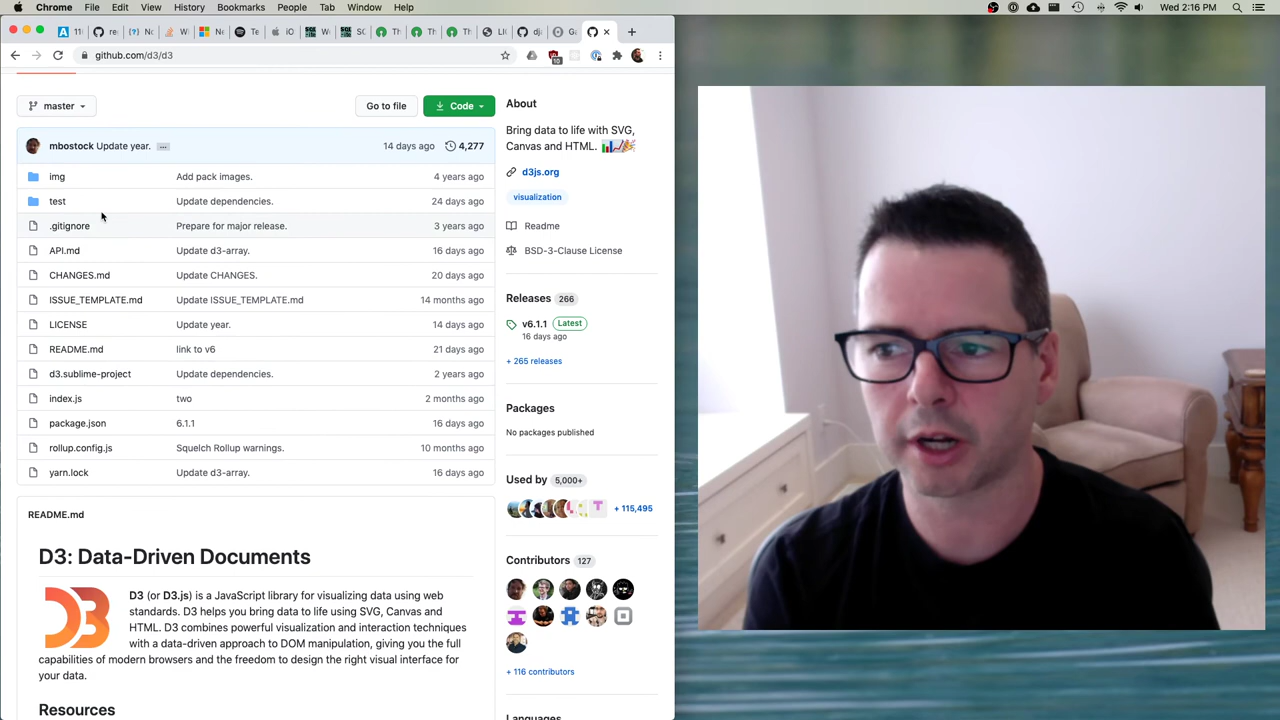 Chrome File Edit View History Bookmarks People Tab Window Help
Wed 2:16 PM
github.com/d3/d3
10
master
Go to file
Code
mbostock Update year. ...
14 days ago
4,277
img Add pack images. 4 years ago
test Update dependencies. 24 days ago
.gitignore Prepare for major release. 3 years ago
API.md Update d3-array. 16 days ago
CHANGES.md Update CHANGES. 20 days ago
ISSUE_TEMPLATE.md Update ISSUE_TEMPLATE.md 14 months ago
LICENSE Update year. 14 days ago
README.md link to v6 21 days ago
d3.sublime-project Update dependencies. 2 years ago
index.js two 2 months ago
package.json 6.1.1 16 days ago
rollup.config.js Squelch Rollup warnings. 10 months ago
yarn.lock Update d3-array. 16 days ago
README.md
D3: Data-Driven Documents
D3
D3 (or D3.js) is a JavaScript library for visualizing data using web
standards. D3 helps you bring data to life using SVG, Canvas and
HTML. D3 combines powerful visualization and interaction techniques
with a data-driven approach to DOM manipulation, giving you the full
capabilities of modern browsers and the freedom to design the right visual interface for
your data.
Resources
About
Bring data to life with SVG,
Canvas and HTML.
d3js.org
visualization
Readme
BSD-3-Clause License
Releases 266
v6.1.1 Latest
16 days ago
+ 265 releases
Packages
No packages published
Used by 5,000+
+ 115,495
Contributors 127
+ 116 contributors
Languages